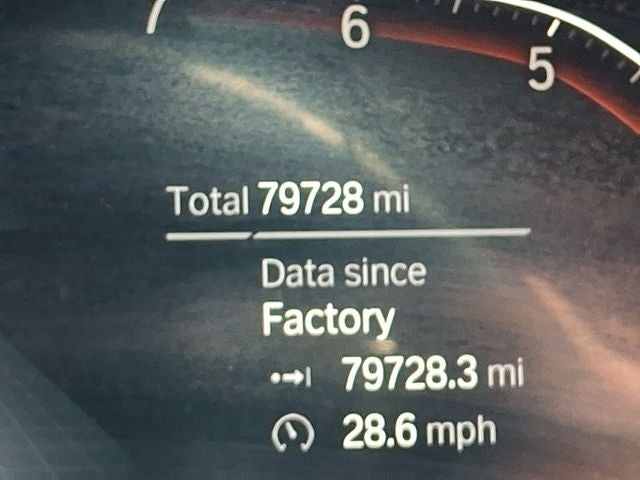 7 6 5
Total 79728 mi
Data since
Factory
79728.3 mi
28.6 mph